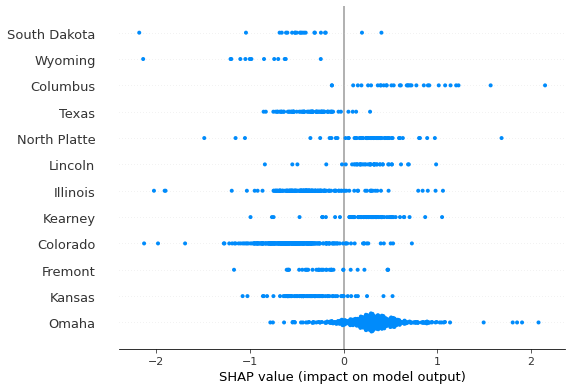 South Dakota
Wyoming
Columbus
Texas
North Platte
Lincoln
Illinois
Kearney
Colorado
Fremont
Kansas
Omaha
−2 −1 0 1 2
SHAP value (impact on model output)